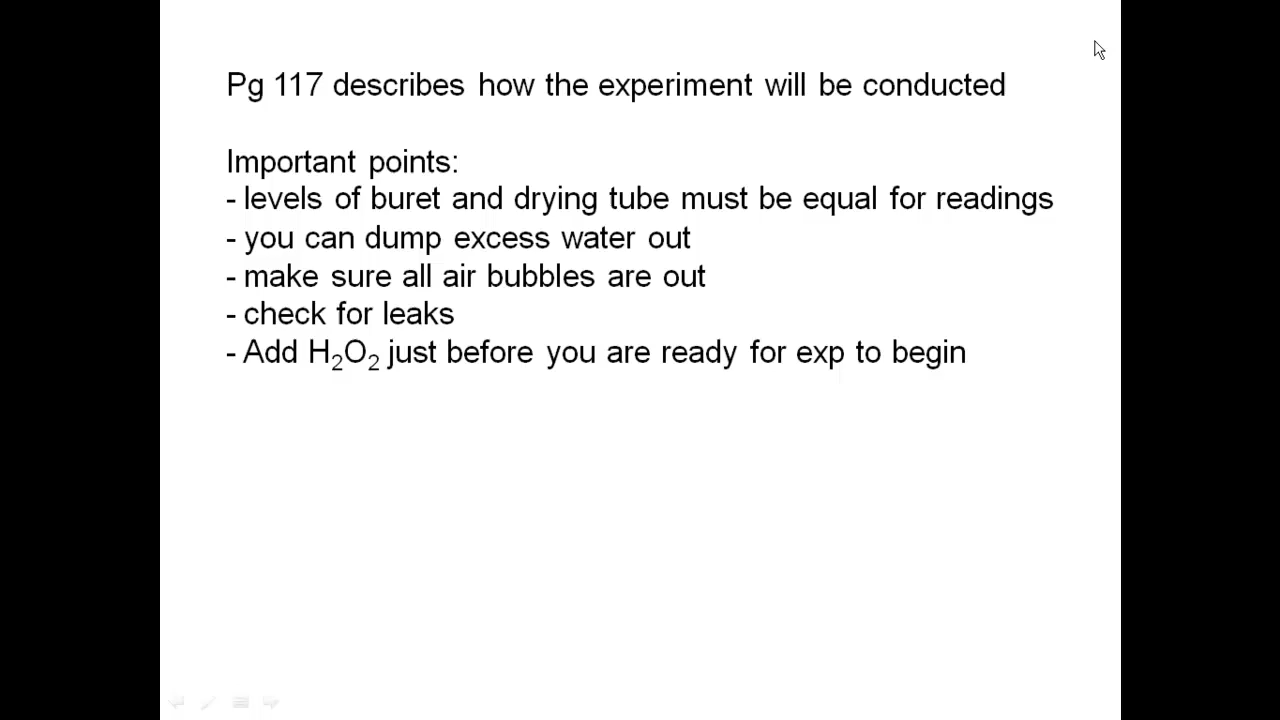 Pg 117 describes how the experiment will be conducted
Important points:
- levels of buret and drying tube must be equal for readings
- you can dump excess water out
- make sure all air bubbles are out
- check for leaks
- Add H₂O₂ just before you are ready for exp to begin